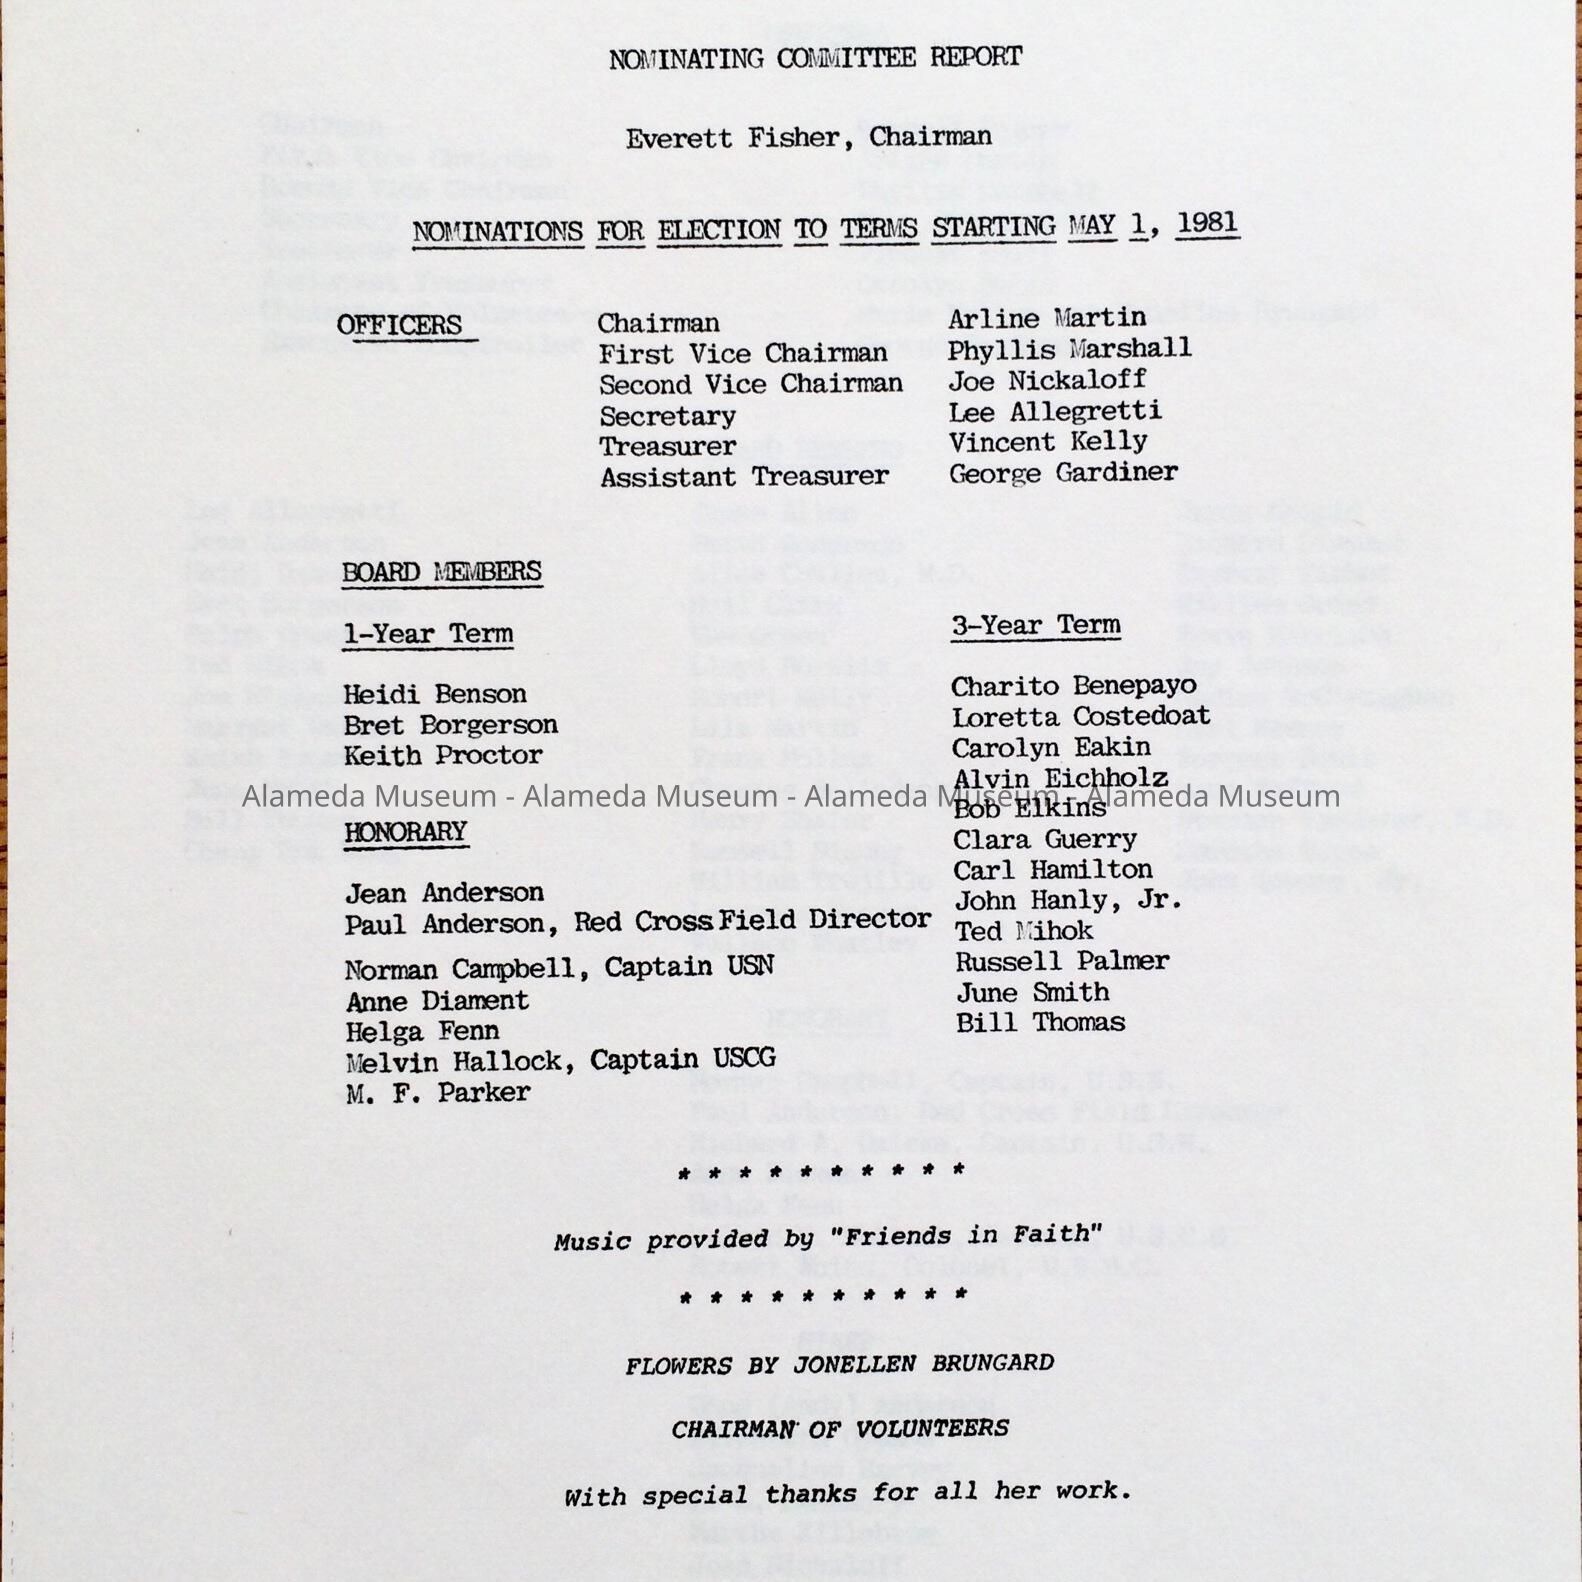 NOMINATING COMMITTEE REPORT
Everett Fisher, Chairman
NOMINATIONS FOR ELECTION TO TERMS STARTING MAY 1, 1981
OFFICERS
Chairman Arline Martin
First Vice Chairman Phyllis Marshall
Second Vice Chairman Joe Nickaloff
Secretary Lee Allegretti
Treasurer Vincent Kelly
Assistant Treasurer George Gardiner
BOARD MEMBERS
1-Year Term
Heidi Benson
Bret Borgerson
Keith Proctor
HONORARY
Jean Anderson
Paul Anderson, Red Cross Field Director
Norman Campbell, Captain USN
Anne Diament
Helga Fenn
Melvin Hallock, Captain USCG
M. F. Parker
3-Year Term
Charito Benepayo
Loretta Costedoat
Carolyn Eakin
Alvin Eichholz
Bob Elkins
Clara Guerry
Carl Hamilton
John Hanly, Jr.
Ted Mihok
Russell Palmer
June Smith
Bill Thomas
Alameda Museum - Alameda Museum - Alameda Museum - Alameda Museum
* * * * * * * * * *
Music provided by "Friends in Faith"
* * * * * * * * * *
FLOWERS BY JONELLEN BRUNGARD
CHAIRMAN OF VOLUNTEERS
With special thanks for all her work.